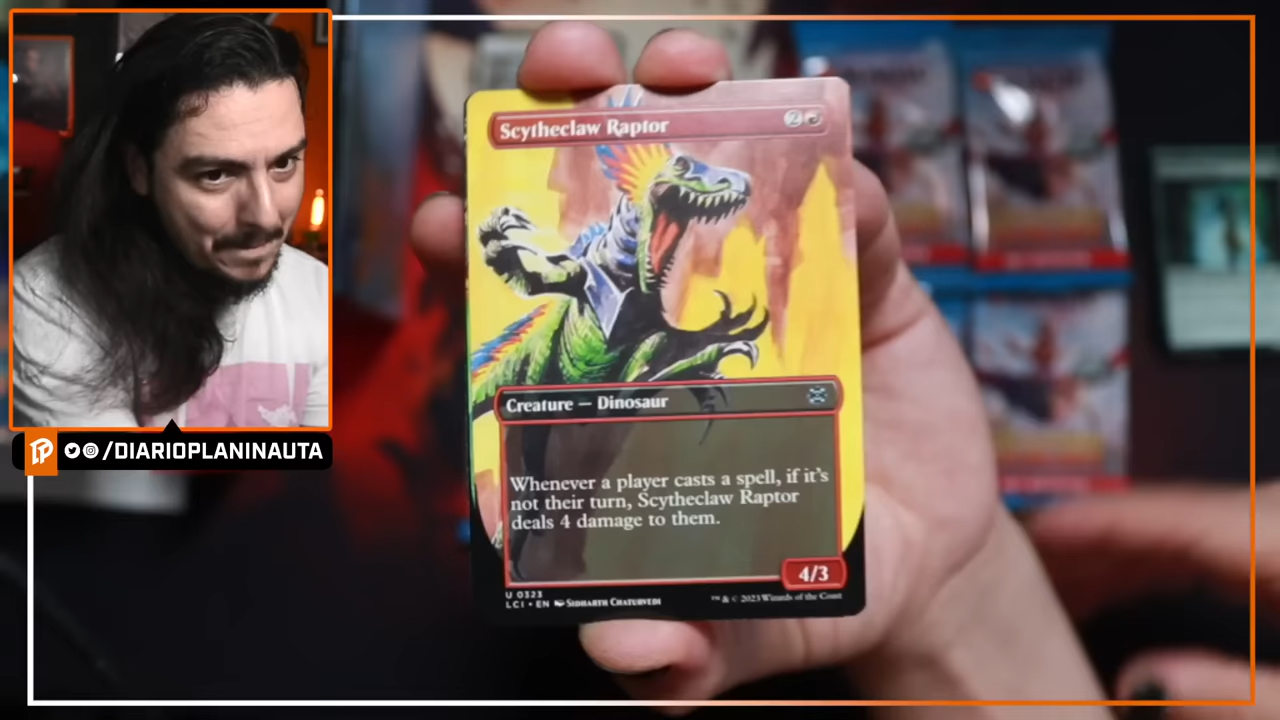 Scytheclaw Raptor
2
Creature — Dinosaur
Whenever a player casts a spell, if it's
not their turn, Scytheclaw Raptor
deals 4 damage to them.
4/3
U 0323
LCI • EN SIDHARTH CHATURVEDI
™ & © 2023 Wizards of the Coast
/DIARIOPLANINAUTA